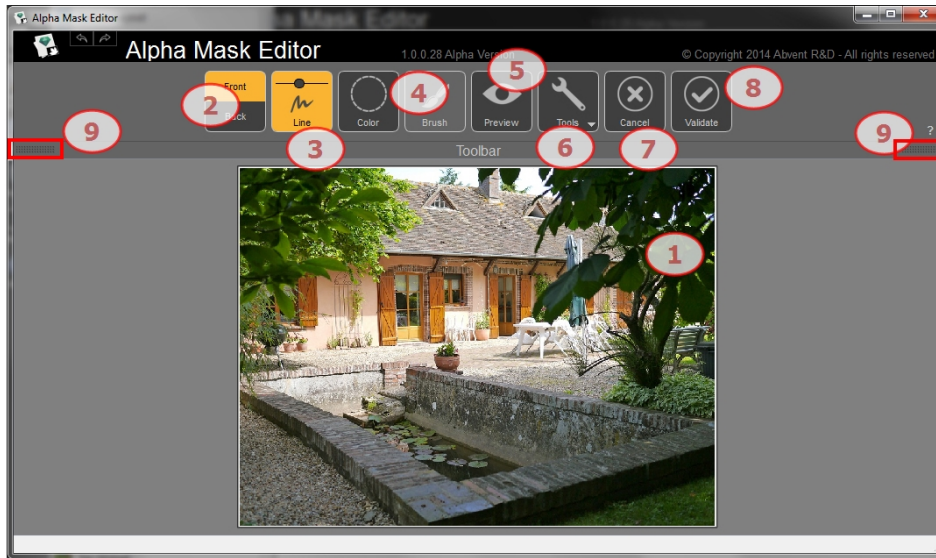 Alpha Mask Editor
Alpha Mask Editor
1.0.0.28 Alpha Version
© Copyright 2014 Abvent R&D - All rights reserved
5
Front
4
8
2
Back
Line
Color
Brush
Preview
Tools
Cancel
Validate
9
9
?
3
6
7
Toolbar
1